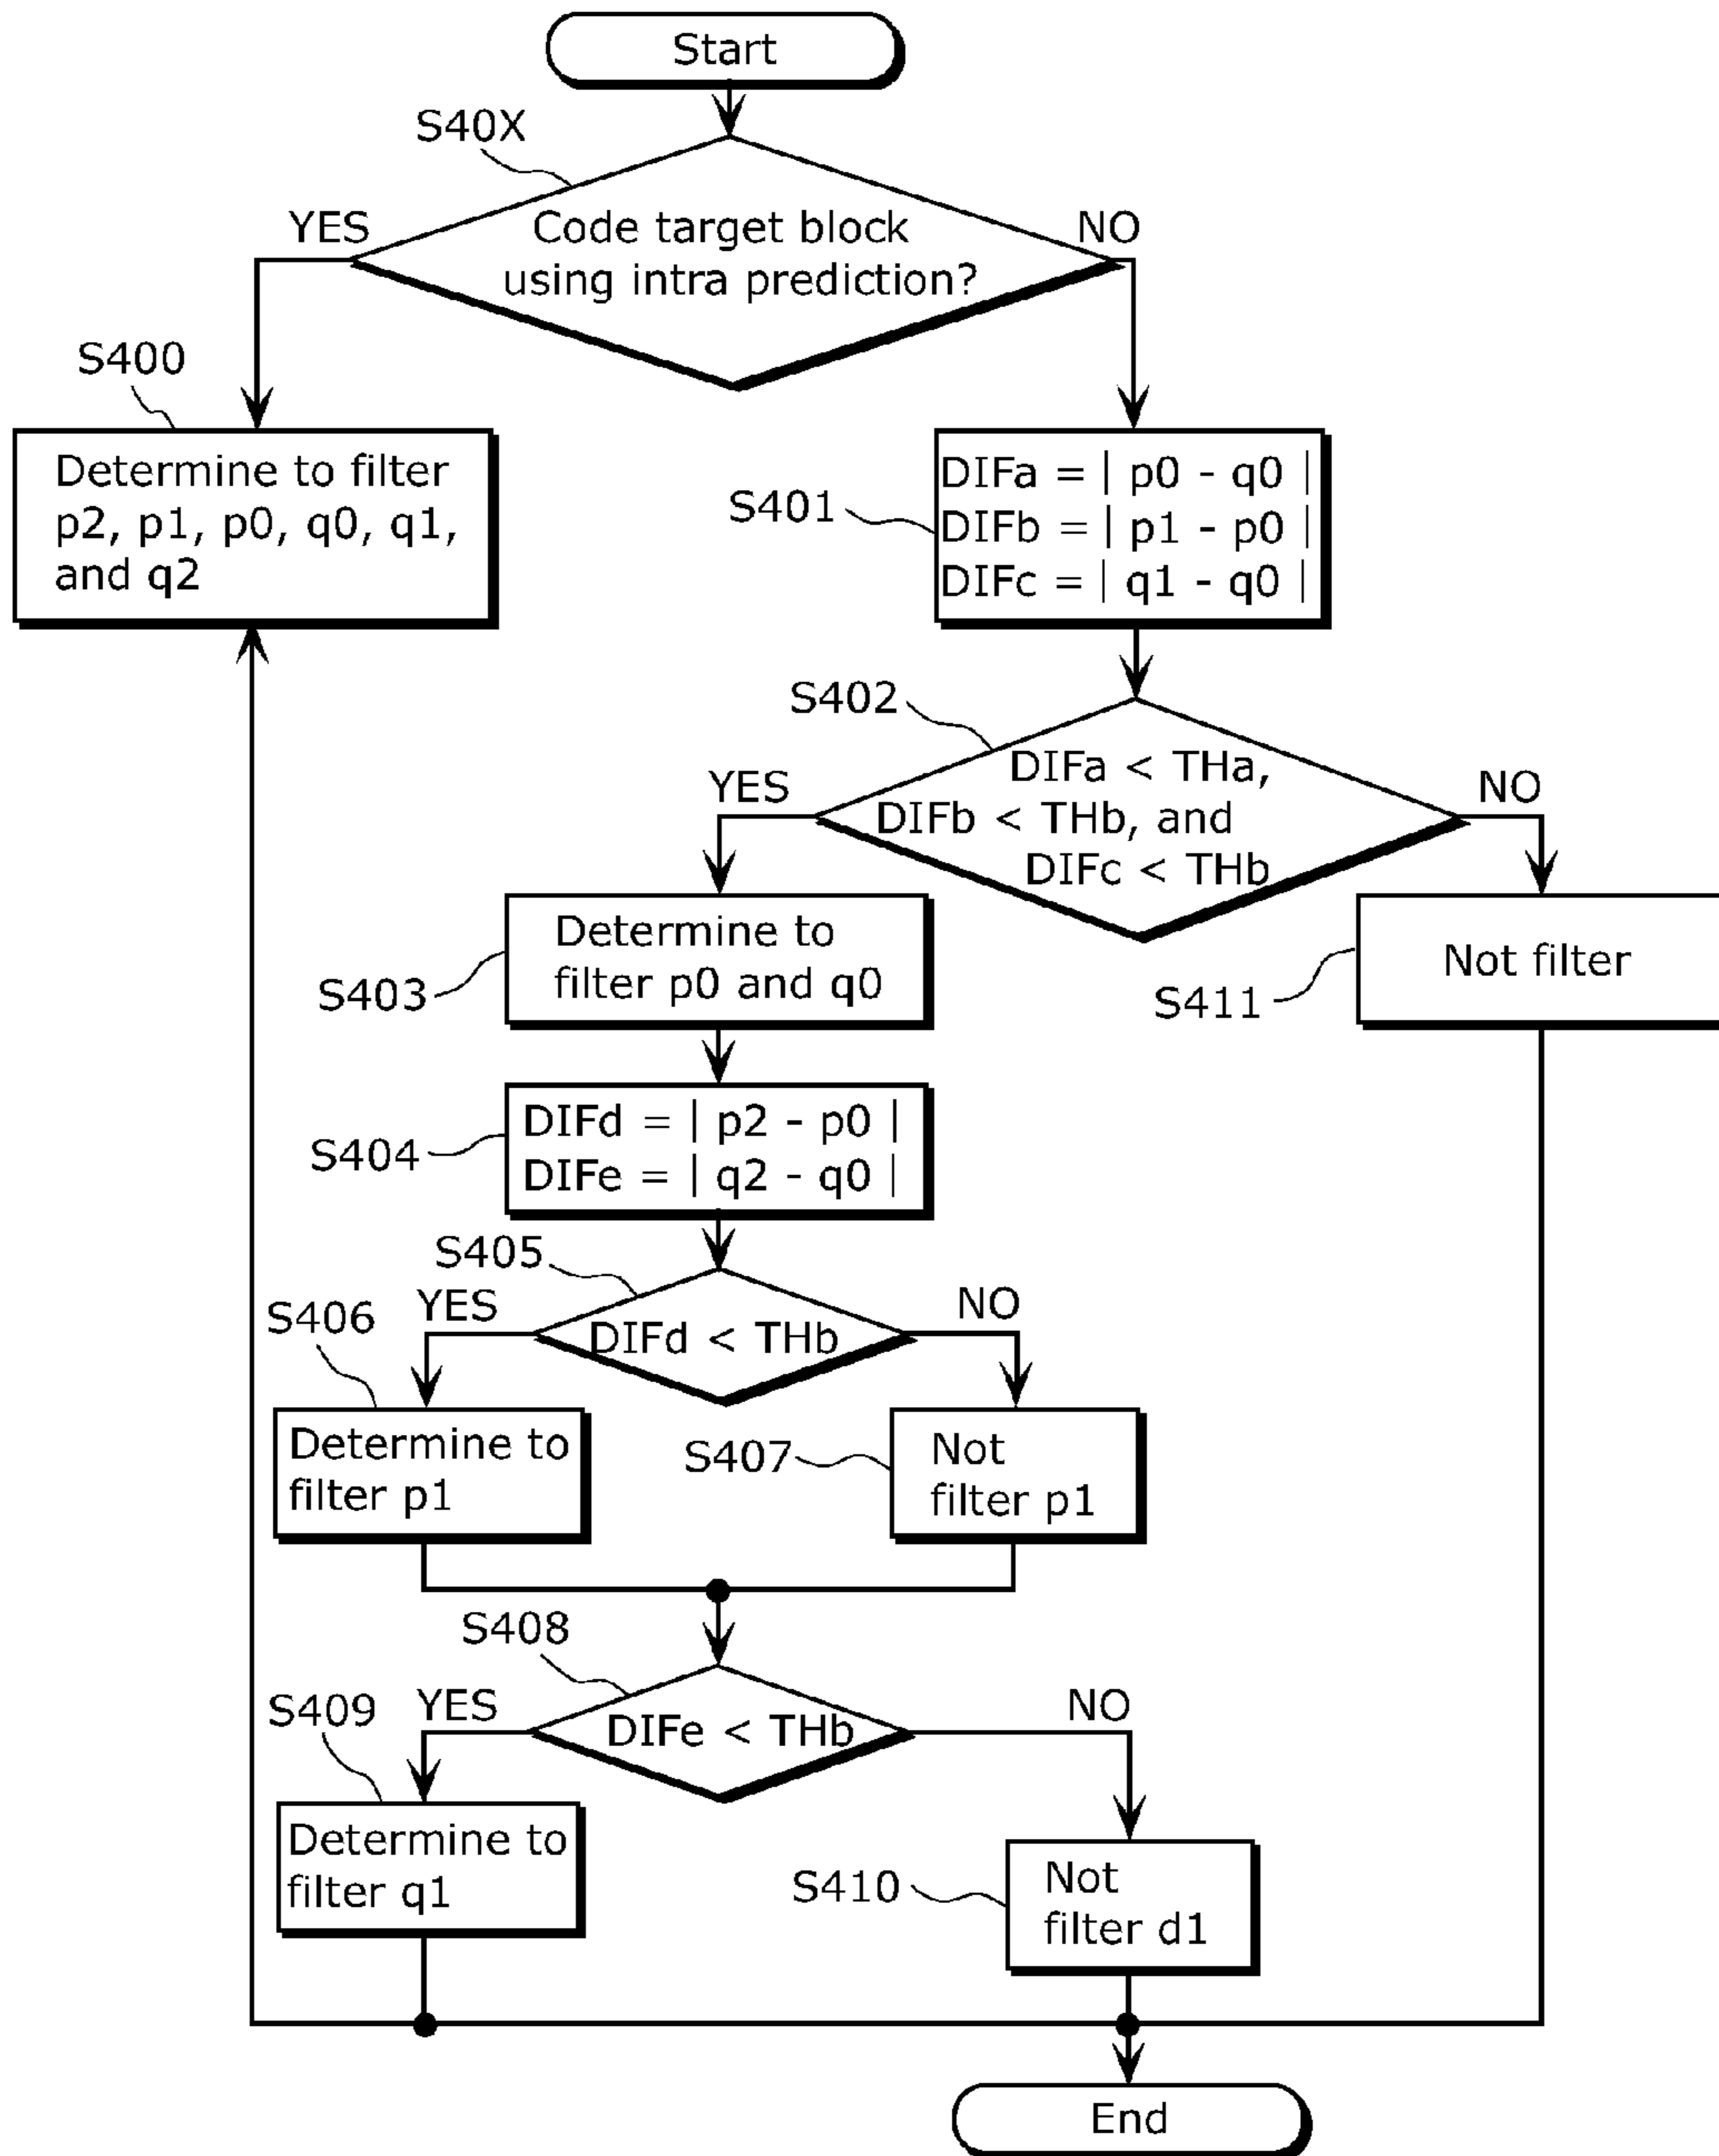 Start
S40X
YES
Code target block
NO
using intra prediction?
S400
Determine to filter
p2, p1, p0, q0, q1,
and q2
S401
DIFa = | p0 - q0 |
DIFb = | p1 - p0 |
DIFc = | q1 - q0 |
S402
YES
DIFa < THa,
DIFb < THb, and
DIFc < THb
NO
S403
Determine to
filter p0 and q0
S411
Not filter
S404
DIFd = | p2 - p0 |
DIFe = | q2 - q0 |
S405
YES
DIFd < THb
NO
S406
Determine to
filter p1
S407
Not
filter p1
S408
YES
DIFe < THb
NO
S409
Determine to
filter q1
S410
Not
filter d1
End